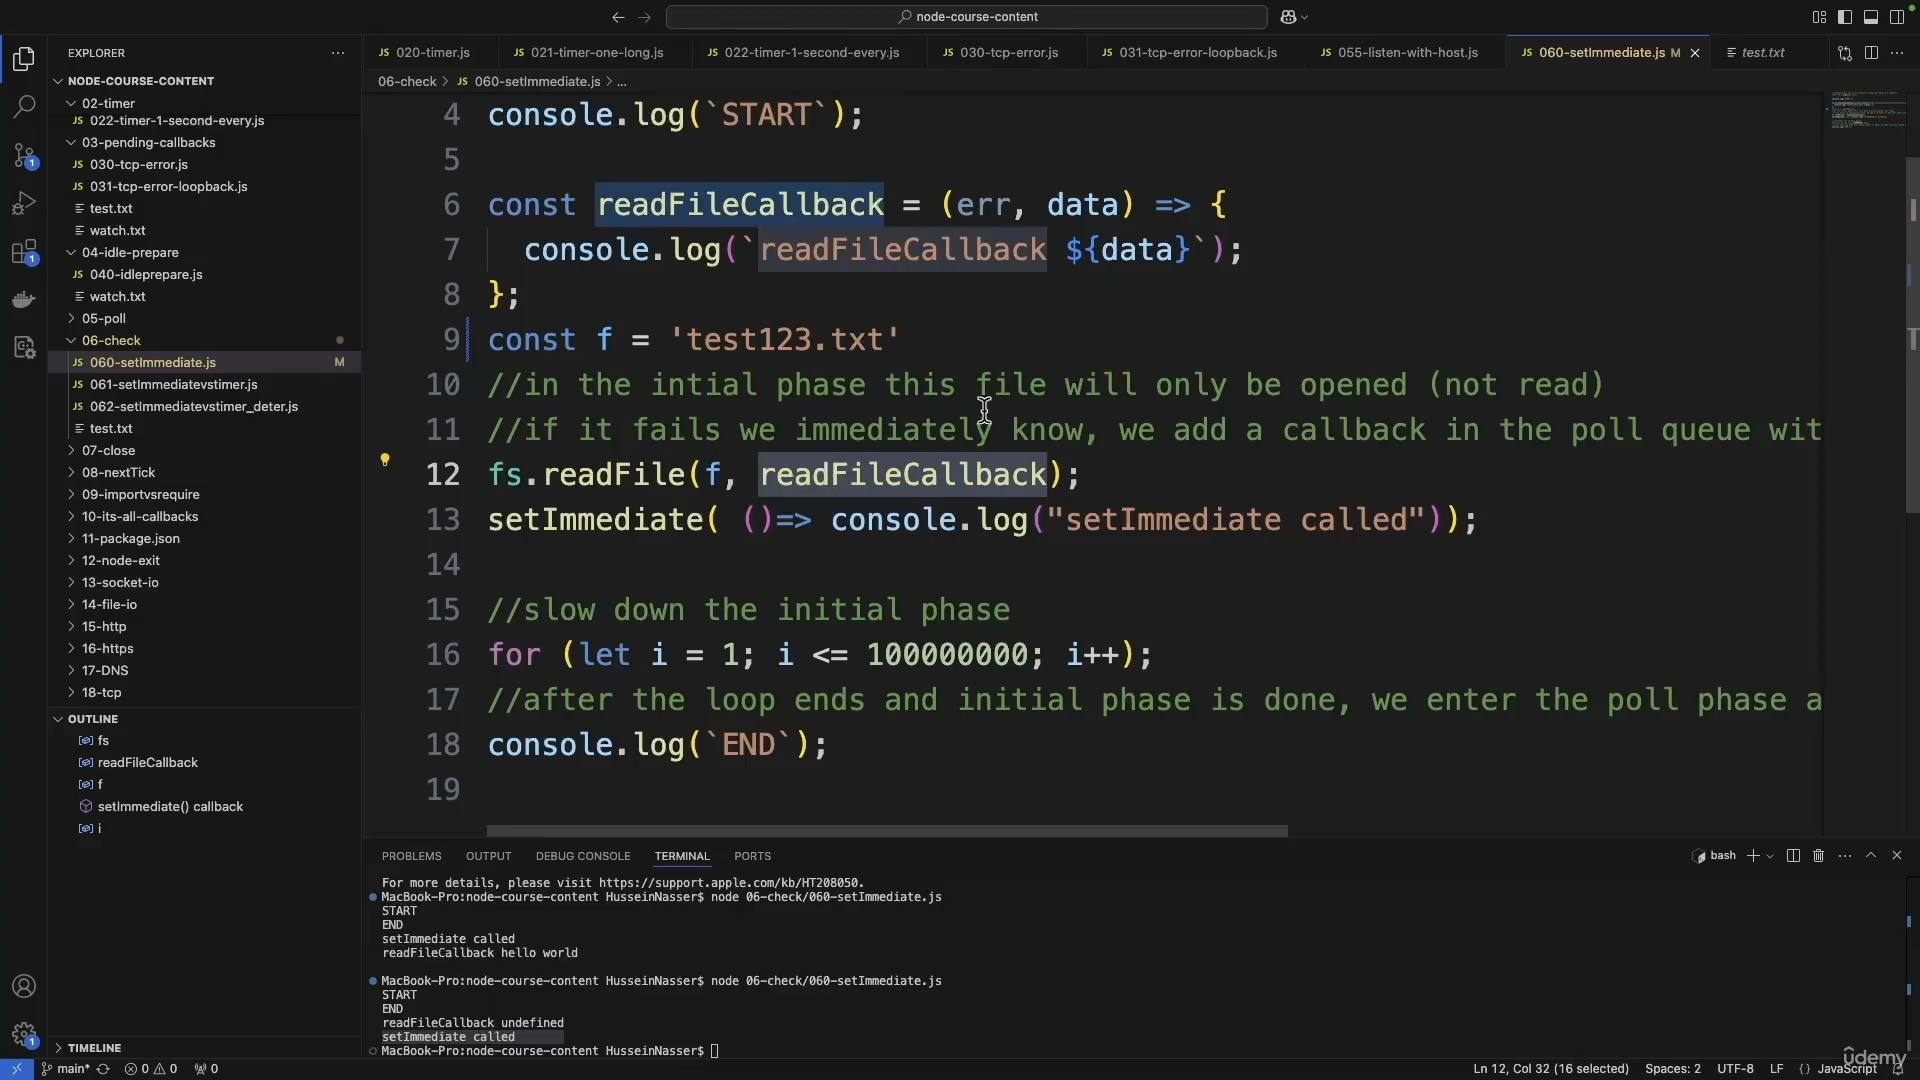 node-course-content
EXPLORER
020-timer.js
021-timer-one-long.js
022-timer-1-second-every.js
030-tcp-error.js
031-tcp-error-loopback.js
055-listen-with-host.js
060-setImmediate.js M
test.txt
06-check > JS 060-setImmediate.js > ...
NODE-COURSE-CONTENT
02-timer
JS 022-timer-1-second-every.js
03-pending-callbacks
JS 030-tcp-error.js
JS 031-tcp-error-loopback.js
test.txt
watch.txt
04-idle-prepare
JS 040-idleprepare.js
watch.txt
05-poll
06-check
JS 060-setImmediate.js M
JS 061-setImmediatevstimer.js
JS 062-setImmediatevstimer_deter.js
test.txt
07-close
08-nextTick
09-importvsrequire
10-its-all-callbacks
11-package.json
12-node-exit
13-socket-io
14-file-io
15-http
16-https
17-DNS
18-tcp
OUTLINE
fs
readFileCallback
f
setImmediate() callback
i
TIMELINE
4 console.log(`START`);
5
6 const readFileCallback = (err, data) => {
7 console.log(`readFileCallback ${data}`);
8 };
9 const f = 'test123.txt'
10 //in the intial phase this file will only be opened (not read)
11 //if it fails we immediately know, we add a callback in the poll queue wit
12 fs.readFile(f, readFileCallback);
13 setImmediate( ()=> console.log("setImmediate called"));
14
15 //slow down the initial phase
16 for (let i = 1; i <= 100000000; i++);
17 //after the loop ends and initial phase is done, we enter the poll phase a
18 console.log(`END`);
19
PROBLEMS OUTPUT DEBUG CONSOLE TERMINAL PORTS
bash
For more details, please visit https://support.apple.com/kb/HT208050.
MacBook-Pro:node-course-content HusseinNasser$ node 06-check/060-setImmediate.js
START
END
setImmediate called
readFileCallback hello world
MacBook-Pro:node-course-content HusseinNasser$ node 06-check/060-setImmediate.js
START
END
readFileCallback undefined
setImmediate called
MacBook-Pro:node-course-content HusseinNasser$
main* 0 0 0
Ln 12, Col 32 (16 selected) Spaces: 2 UTF-8 LF {} JavaScript
udemy